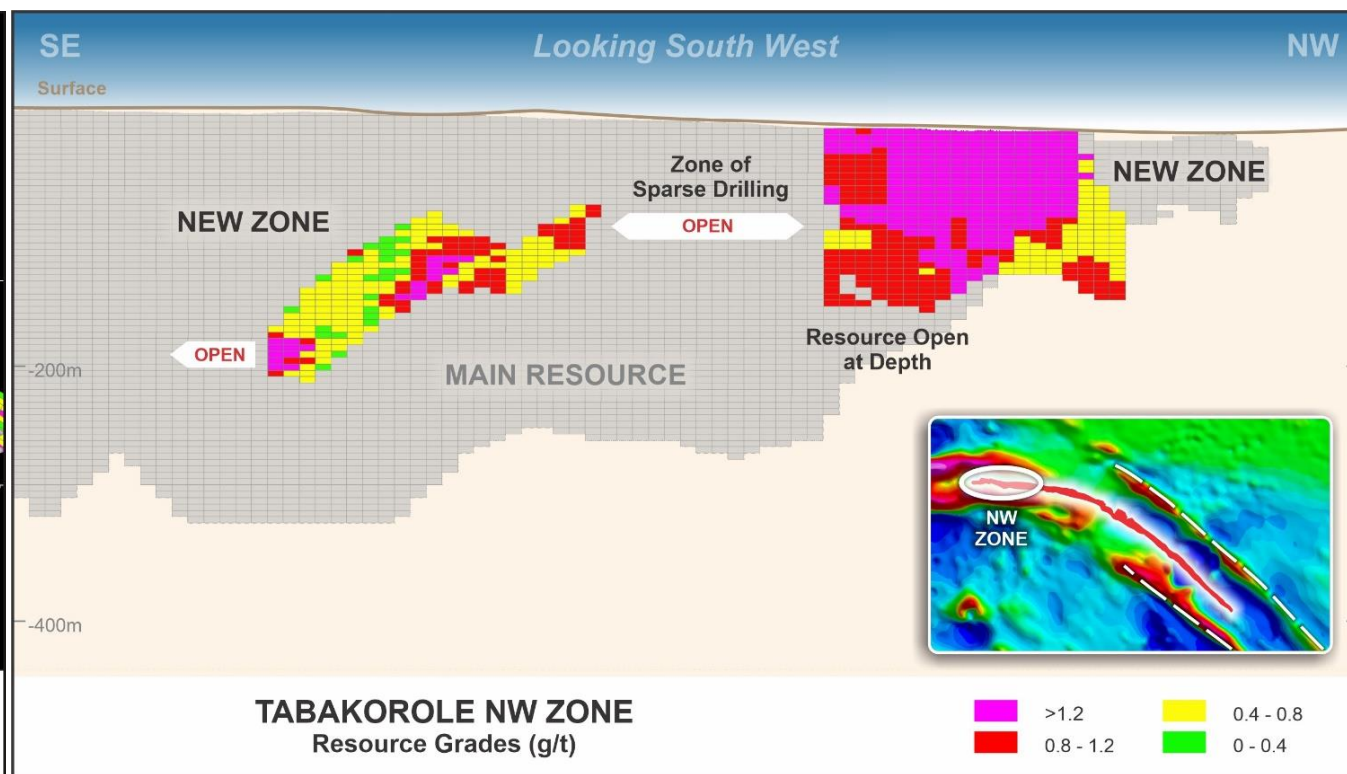 SE
Looking South West
NW
Surface
Zone of
Sparse Drilling
OPEN
NEW ZONE
NEW ZONE
OPEN
-200m
MAIN RESOURCE
Resource Open
at Depth
NW
ZONE
-400m
TABAKOROLE NW ZONE
Resource Grades (g/t)
>1.2
0.4 - 0.8
0.8 - 1.2
0 - 0.4